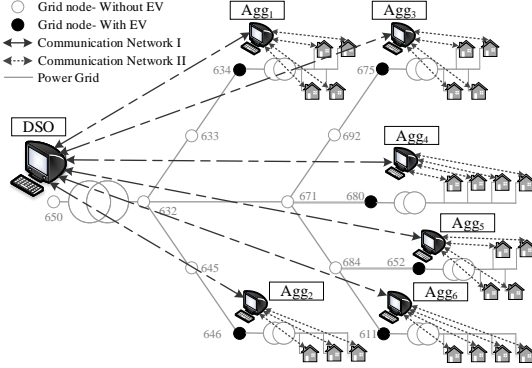 Grid node- Without EV
Grid node- With EV
Communication Network I
Communication Network II
Power Grid
Agg1
Agg3
634
675
633
692
DSO
Agg4
650
632
671
680
Agg5
645
684
652
Agg2
Agg6
646
611